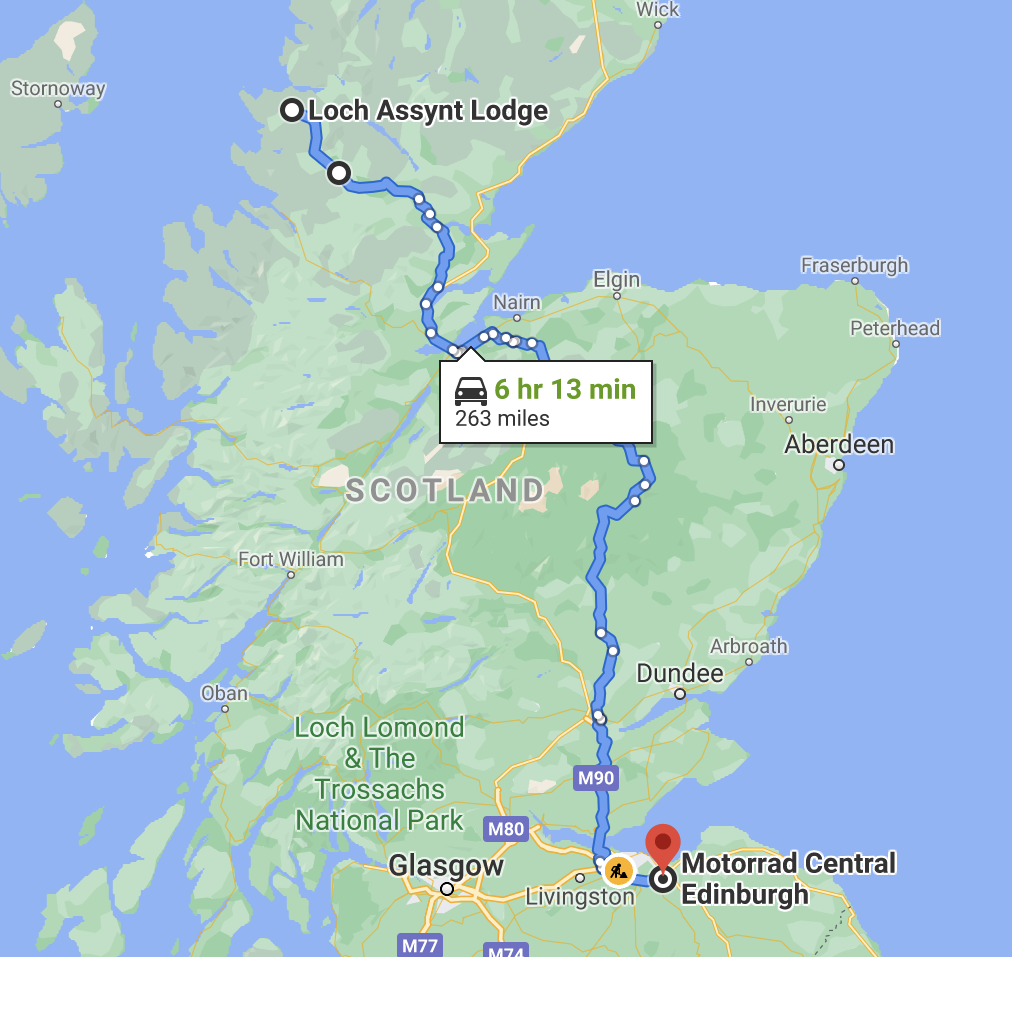 Wick
Stornoway
Loch Assynt Lodge
Fraserburgh
Elgin
Nairn
Peterhead
6 hr 13 min
263 miles
Inverurie
Aberdeen
SCOTLAND
Fort William
Arbroath
Dundee
Oban
Loch Lomond
& The
Trossachs
National Park
M90
M80
Glasgow
Motorrad Central
Edinburgh
Livingston
M77
M74